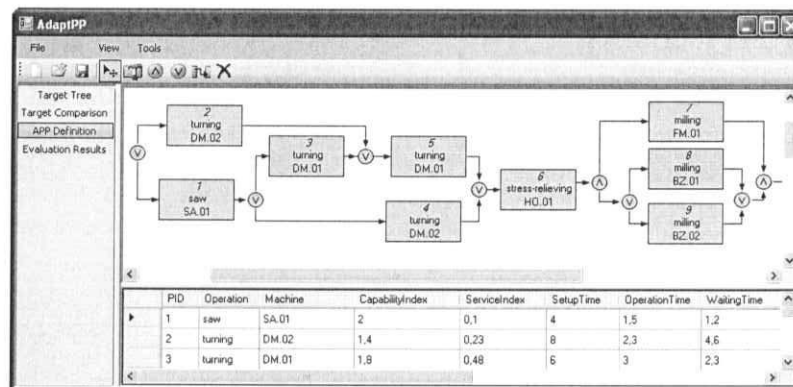 AdaptPP
File View Tools
Target Tree
Target Comparison
APP Definition
Evaluation Results
2
turning
DM.02
3
turning
DM.01
5
turning
DM.01
1
saw
SA.01
4
turning
DM.02
6
stress-relieving
HO.01
7
milling
FM.01
8
milling
BZ.01
9
milling
BZ.02
V
V
V
V
Λ
V
V
Λ
PID Operation Machine CapabilityIndex ServiceIndex SetupTime OperationTime WaitingTime
1 saw SA.01 2 0,1 4 1,5 1,2
2 turning DM.02 1,4 0,23 8 2,3 4,6
3 turning DM.01 1,8 0,48 6 3 2,3